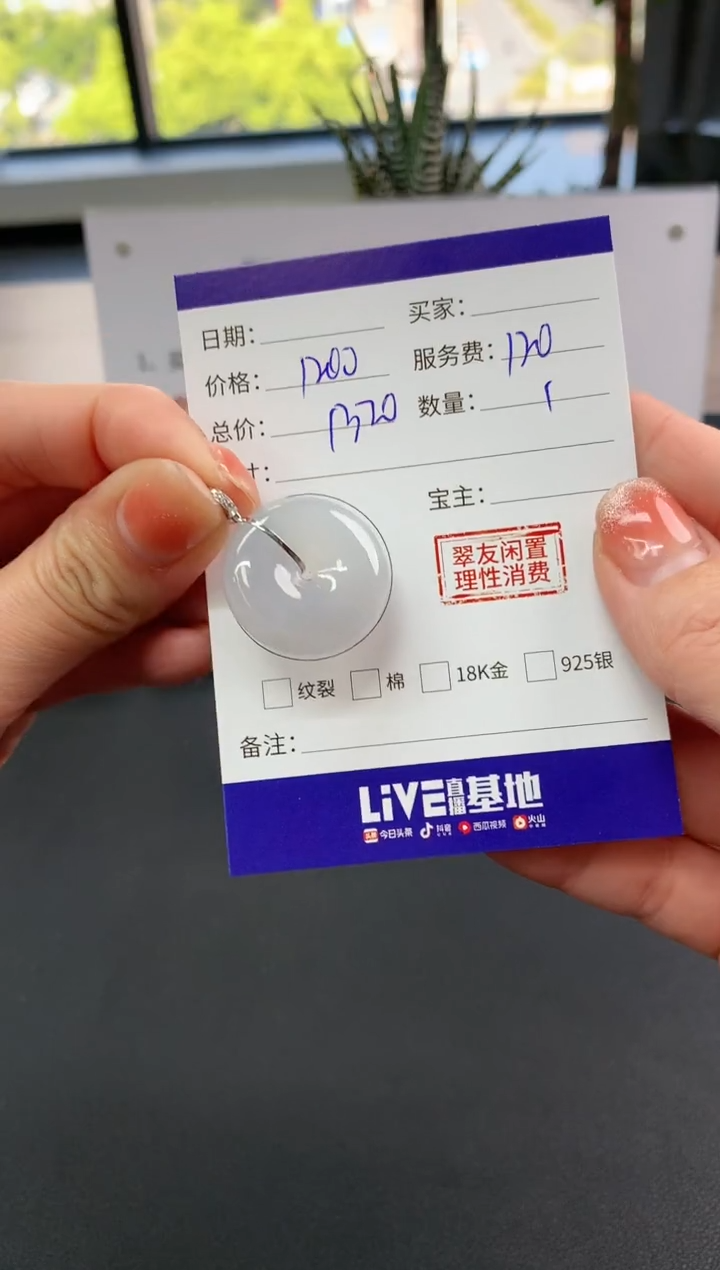 日期： 买家：
价格： 1200 服务费： 120
总价： 1320 数量： 1
宝主：
翠友闲置
理性消费
纹裂 棉 18K金 925银
备注：
LiVE直播基地
今日头条 抖音 西瓜视频 火山